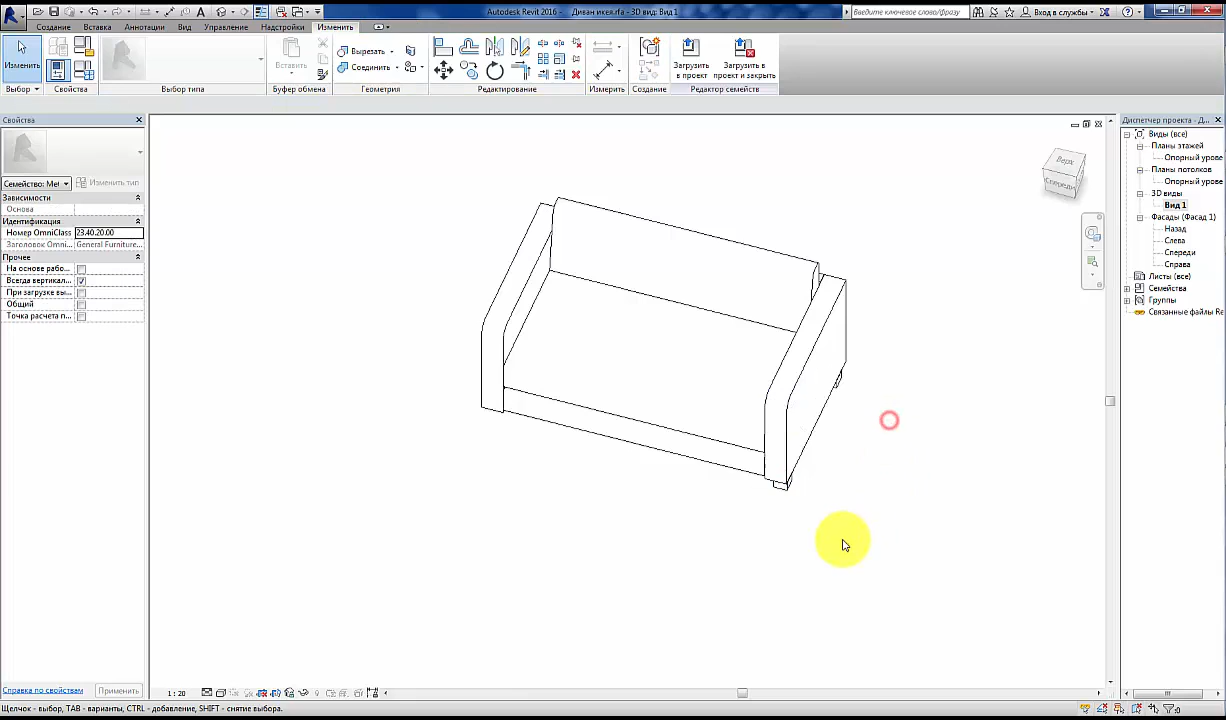 Autodesk Revit 2016 - Диван икея.rfa - 3D вид: Вид 1
Введите ключевое слово/фразу
Вход в службы
Создание Вставка Аннотации Вид Управление Надстройки Изменить
Изменить
Вставить
Вырезать
Соединить
Загрузить в проект
Загрузить в проект и закрыть
Выбор Свойства Выбор типа Буфер обмена Геометрия Редактирование Измерить Создание Редактор семейств
Свойства
Семейство: Me
Изменить тип
Зависимости
Основа
Идентификация
Номер OmniClass 23.40.20.00
Заголовок Omni... General Furniture...
Прочее
На основе рабо...
Всегда вертикал...
При загрузке вы...
Общий
Точка расчета п...
Справка по свойствам
Применить
Верх
Спереди
Диспетчер проекта - Д...
Виды (все)
Планы этажей
Опорный урове
Планы потолков
Опорный урове
3D виды
Вид 1
Фасады (Фасад 1)
Назад
Слева
Спереди
Справа
Листы (все)
Семейства
Группы
Связанные файлы Re
1 : 20
Щелчок - выбор, TAB - варианты, CTRL - добавление, SHIFT - снятие выбора.
:0